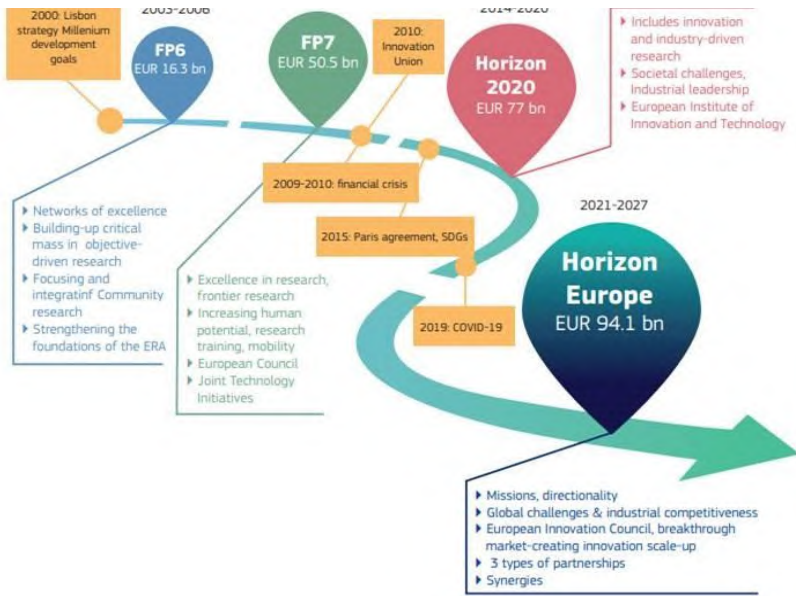 2000: Lisbon
strategy Millenium
development
goals
2003-2006
FP6
EUR 16.3 bn
FP7
EUR 50.5 bn
2010:
Innovation
Union
2014-2020
Horizon
2020
EUR 77 bn
Includes innovation
and industry-driven
research
Societal challenges,
Industrial leadership
European Institute of
Innovation and Technology
2009-2010: financial crisis
2015: Paris agreement, SDGs
2019: COVID-19
Networks of excellence
Building-up critical
mass in objective-
driven research
Focusing and
integratinf Community
research
Strengthening the
foundations of the ERA
Excellence in research,
frontier research
Increasing human
potential, research
training, mobility
European Council
Joint Technology
Initiatives
2021-2027
Horizon
Europe
EUR 94.1 bn
Missions, directionality
Global challenges & industrial competitiveness
European Innovation Council, breakthrough
market-creating innovation scale-up
3 types of partnerships
Synergies